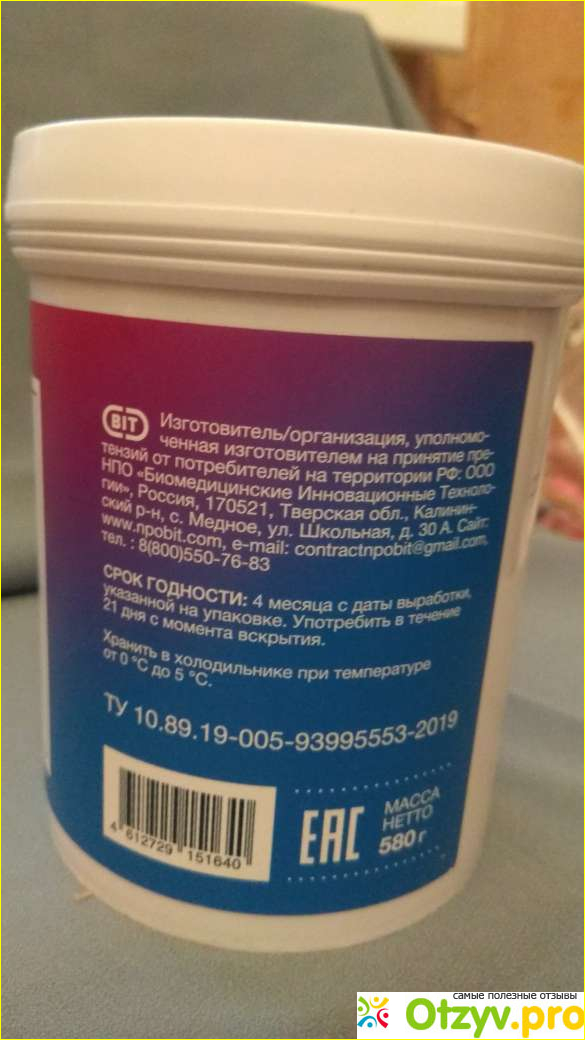 BIT
Изготовитель/организация, уполномо-
ченная изготовителем на принятие пре-
тензий от потребителей на территории РФ: ООО
НПО «Биомедицинские Инновационные Техноло-
гии», Россия, 170521, Тверская обл., Калинин-
ский р-н, с. Медное, ул. Школьная, д. 30 А. Сайт:
www.npobit.com, e-mail: contractnpobit@gmail.com,
тел. : 8(800)550-76-83
СРОК ГОДНОСТИ: 4 месяца с даты выработки,
указанной на упаковке. Употребить в течение
21 дня с момента вскрытия.
Хранить в холодильнике при температуре
от 0 °С до 5 °С.
ТУ 10.89.19-005-93995553-2019
4 612729 151640
EAC
МАССА
НЕТТО
580 г
самые полезные отзывы
Otzyv.pro